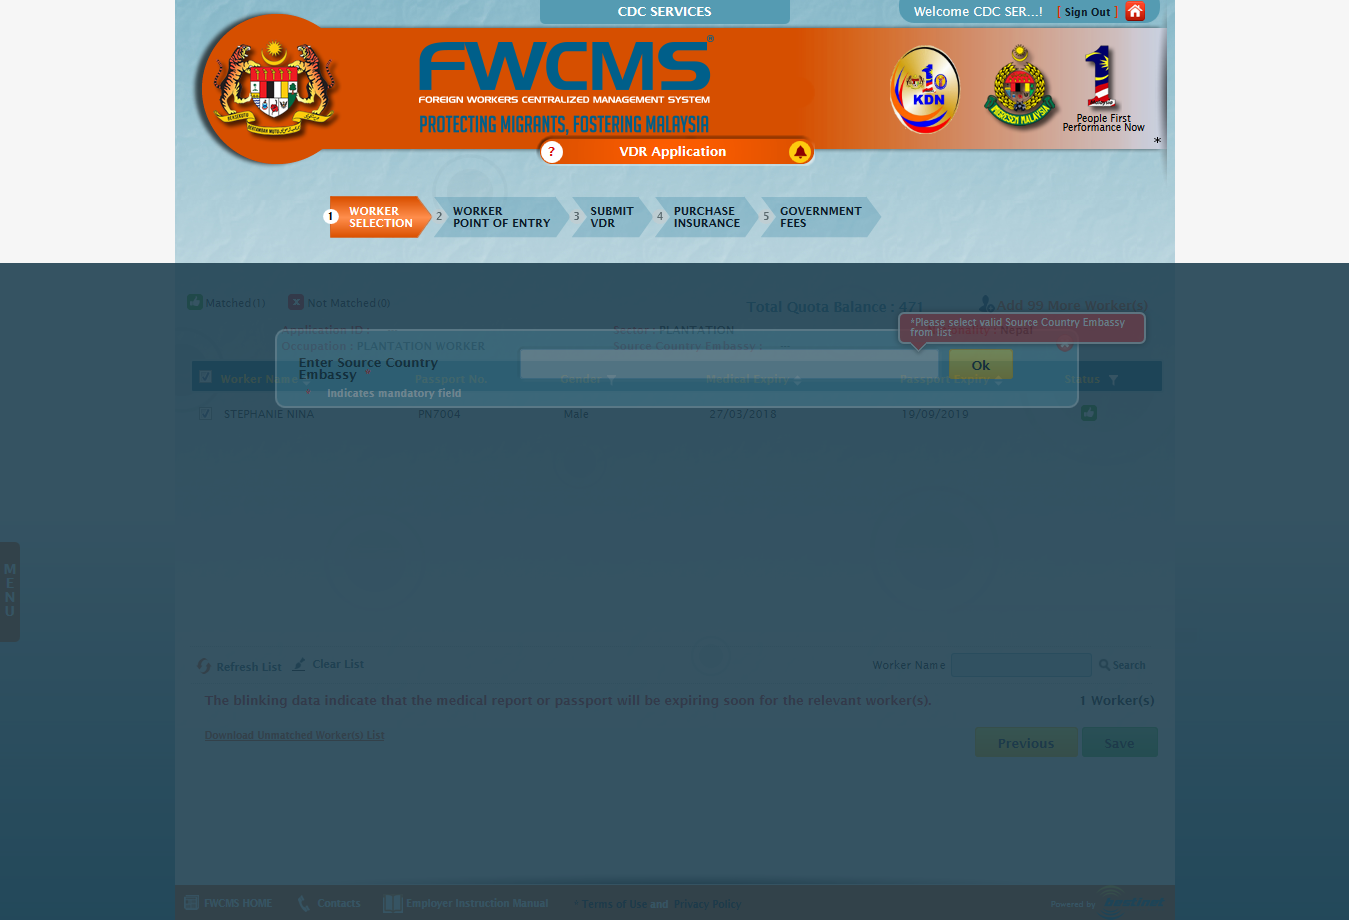 CDC SERVICES
Welcome CDC SER...!
[ Sign Out ]
FWCMS®
FOREIGN WORKERS CENTRALIZED MANAGEMENT SYSTEM
PROTECTING MIGRANTS, FOSTERING MALAYSIA
KDN
People First
Performance Now
*
? VDR Application
1 WORKER
SELECTION
2 WORKER
POINT OF ENTRY
3 SUBMIT
VDR
4 PURCHASE
INSURANCE
5 GOVERNMENT
FEES
Matched(1)
Not Matched(0)
Total Quota Balance : 471
Add 99 More Worker(s)
Application ID :
Sector : PLANTATION
Nepal
*Please select valid Source Country Embassy
from list
Occupation : PLANTATION WORKER
Source Country Embassy : --
Enter Source Country
Embassy *
Ok
* Indicates mandatory field
Worker Name
Passport No.
Gender
Medical Expiry
Passport Expiry
Status
STEPHANIE NINA
PN7004
Male
27/03/2018
19/09/2019
MENU
Refresh List
Clear List
Worker Name
Search
The blinking data indicate that the medical report or passport will be expiring soon for the relevant worker(s).
1 Worker(s)
Download Unmatched Worker(s) List
Previous
Save
FWCMS HOME
Contacts
Employer Instruction Manual
* Terms of Use and Privacy Policy
Powered by